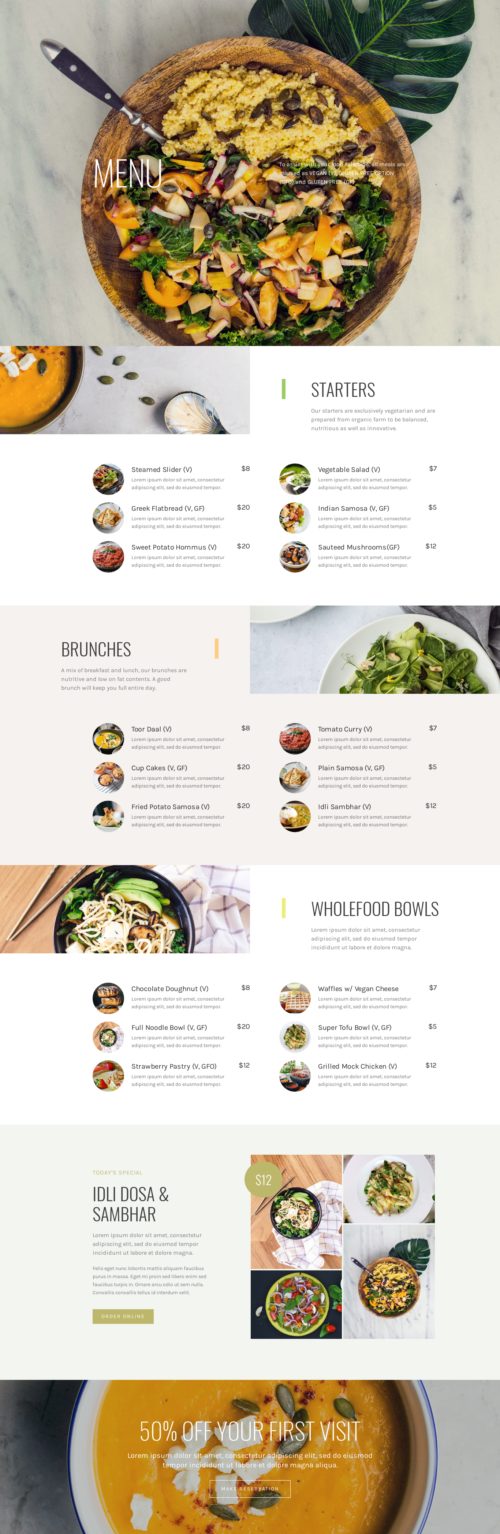 MENU
To assist with your food selection, all meals are
VEGAN (V), GLUTEN FREE OPTION
and GLUTEN FREE (GF)
STARTERS
Our starters are exclusively vegetarian and are
prepared from organic farm to be balanced,
nutritious as well as innovative.
Steamed Slider (V) $8
Lorem ipsum dolor sit amet, consectetur
adipiscing elit, sed do eiusmod tempor.
Vegetable Salad (V) $7
Lorem ipsum dolor sit amet, consectetur
adipiscing elit, sed do eiusmod tempor.
Greek Flatbread (V, GF) $20
Lorem ipsum dolor sit amet, consectetur
adipiscing elit, sed do eiusmod tempor.
Indian Samosa (V, GF) $5
Lorem ipsum dolor sit amet, consectetur
adipiscing elit, sed do eiusmod tempor.
Sweet Potato Hommus (V) $20
Lorem ipsum dolor sit amet, consectetur
adipiscing elit, sed do eiusmod tempor.
Sauteed Mushrooms(GF) $12
Lorem ipsum dolor sit amet, consectetur
adipiscing elit, sed do eiusmod tempor.
BRUNCHES
A mix of breakfast and lunch, our brunches are
nutritive and low on fat contents. A good
brunch will keep you full entire day.
Toor Daal (V) $8
Lorem ipsum dolor sit amet, consectetur
adipiscing elit, sed do eiusmod tempor.
Tomato Curry (V) $7
Lorem ipsum dolor sit amet, consectetur
adipiscing elit, sed do eiusmod tempor.
Cup Cakes (V, GF) $20
Lorem ipsum dolor sit amet, consectetur
adipiscing elit, sed do eiusmod tempor.
Plain Samosa (V, GF) $5
Lorem ipsum dolor sit amet, consectetur
adipiscing elit, sed do eiusmod tempor.
Fried Potato Samosa (V) $20
Lorem ipsum dolor sit amet, consectetur
adipiscing elit, sed do eiusmod tempor.
Idli Sambhar (V) $12
Lorem ipsum dolor sit amet, consectetur
adipiscing elit, sed do eiusmod tempor.
WHOLEFOOD BOWLS
Lorem ipsum dolor sit amet, consectetur
adipiscing elit, sed do eiusmod tempor
incididunt ut labore et dolore magna.
Chocolate Doughnut (V) $8
Lorem ipsum dolor sit amet, consectetur
adipiscing elit, sed do eiusmod tempor.
Waffles w/ Vegan Cheese $7
Lorem ipsum dolor sit amet, consectetur
adipiscing elit, sed do eiusmod tempor.
Full Noodle Bowl (V, GF) $20
Lorem ipsum dolor sit amet, consectetur
adipiscing elit, sed do eiusmod tempor.
Super Tofu Bowl (V, GF) $5
Lorem ipsum dolor sit amet, consectetur
adipiscing elit, sed do eiusmod tempor.
Strawberry Pastry (V, GFO) $12
Lorem ipsum dolor sit amet, consectetur
adipiscing elit, sed do eiusmod tempor.
Grilled Mock Chicken (V) $12
Lorem ipsum dolor sit amet, consectetur
adipiscing elit, sed do eiusmod tempor.
TODAY'S SPECIAL
IDLI DOSA &
SAMBHAR
$12
Lorem ipsum dolor sit amet, consectetur
adipiscing elit, sed do eiusmod tempor
incididunt ut labore et dolore magna.
Felis eget nunc lobortis mattis aliquam faucibus
purus in massa. Eget mi proin sed libero enim sed
faucibus turpis in. Ornare arcu odio ut sem nulla.
Convallis convallis tellus id interdum velit.
ORDER ONLINE
50% OFF YOUR FIRST VISIT
Lorem ipsum dolor sit amet, consectetur adipiscing elit, sed do eiusmod
tempor incididunt ut labore et dolore magna aliqua.
MAKE RESERVATION